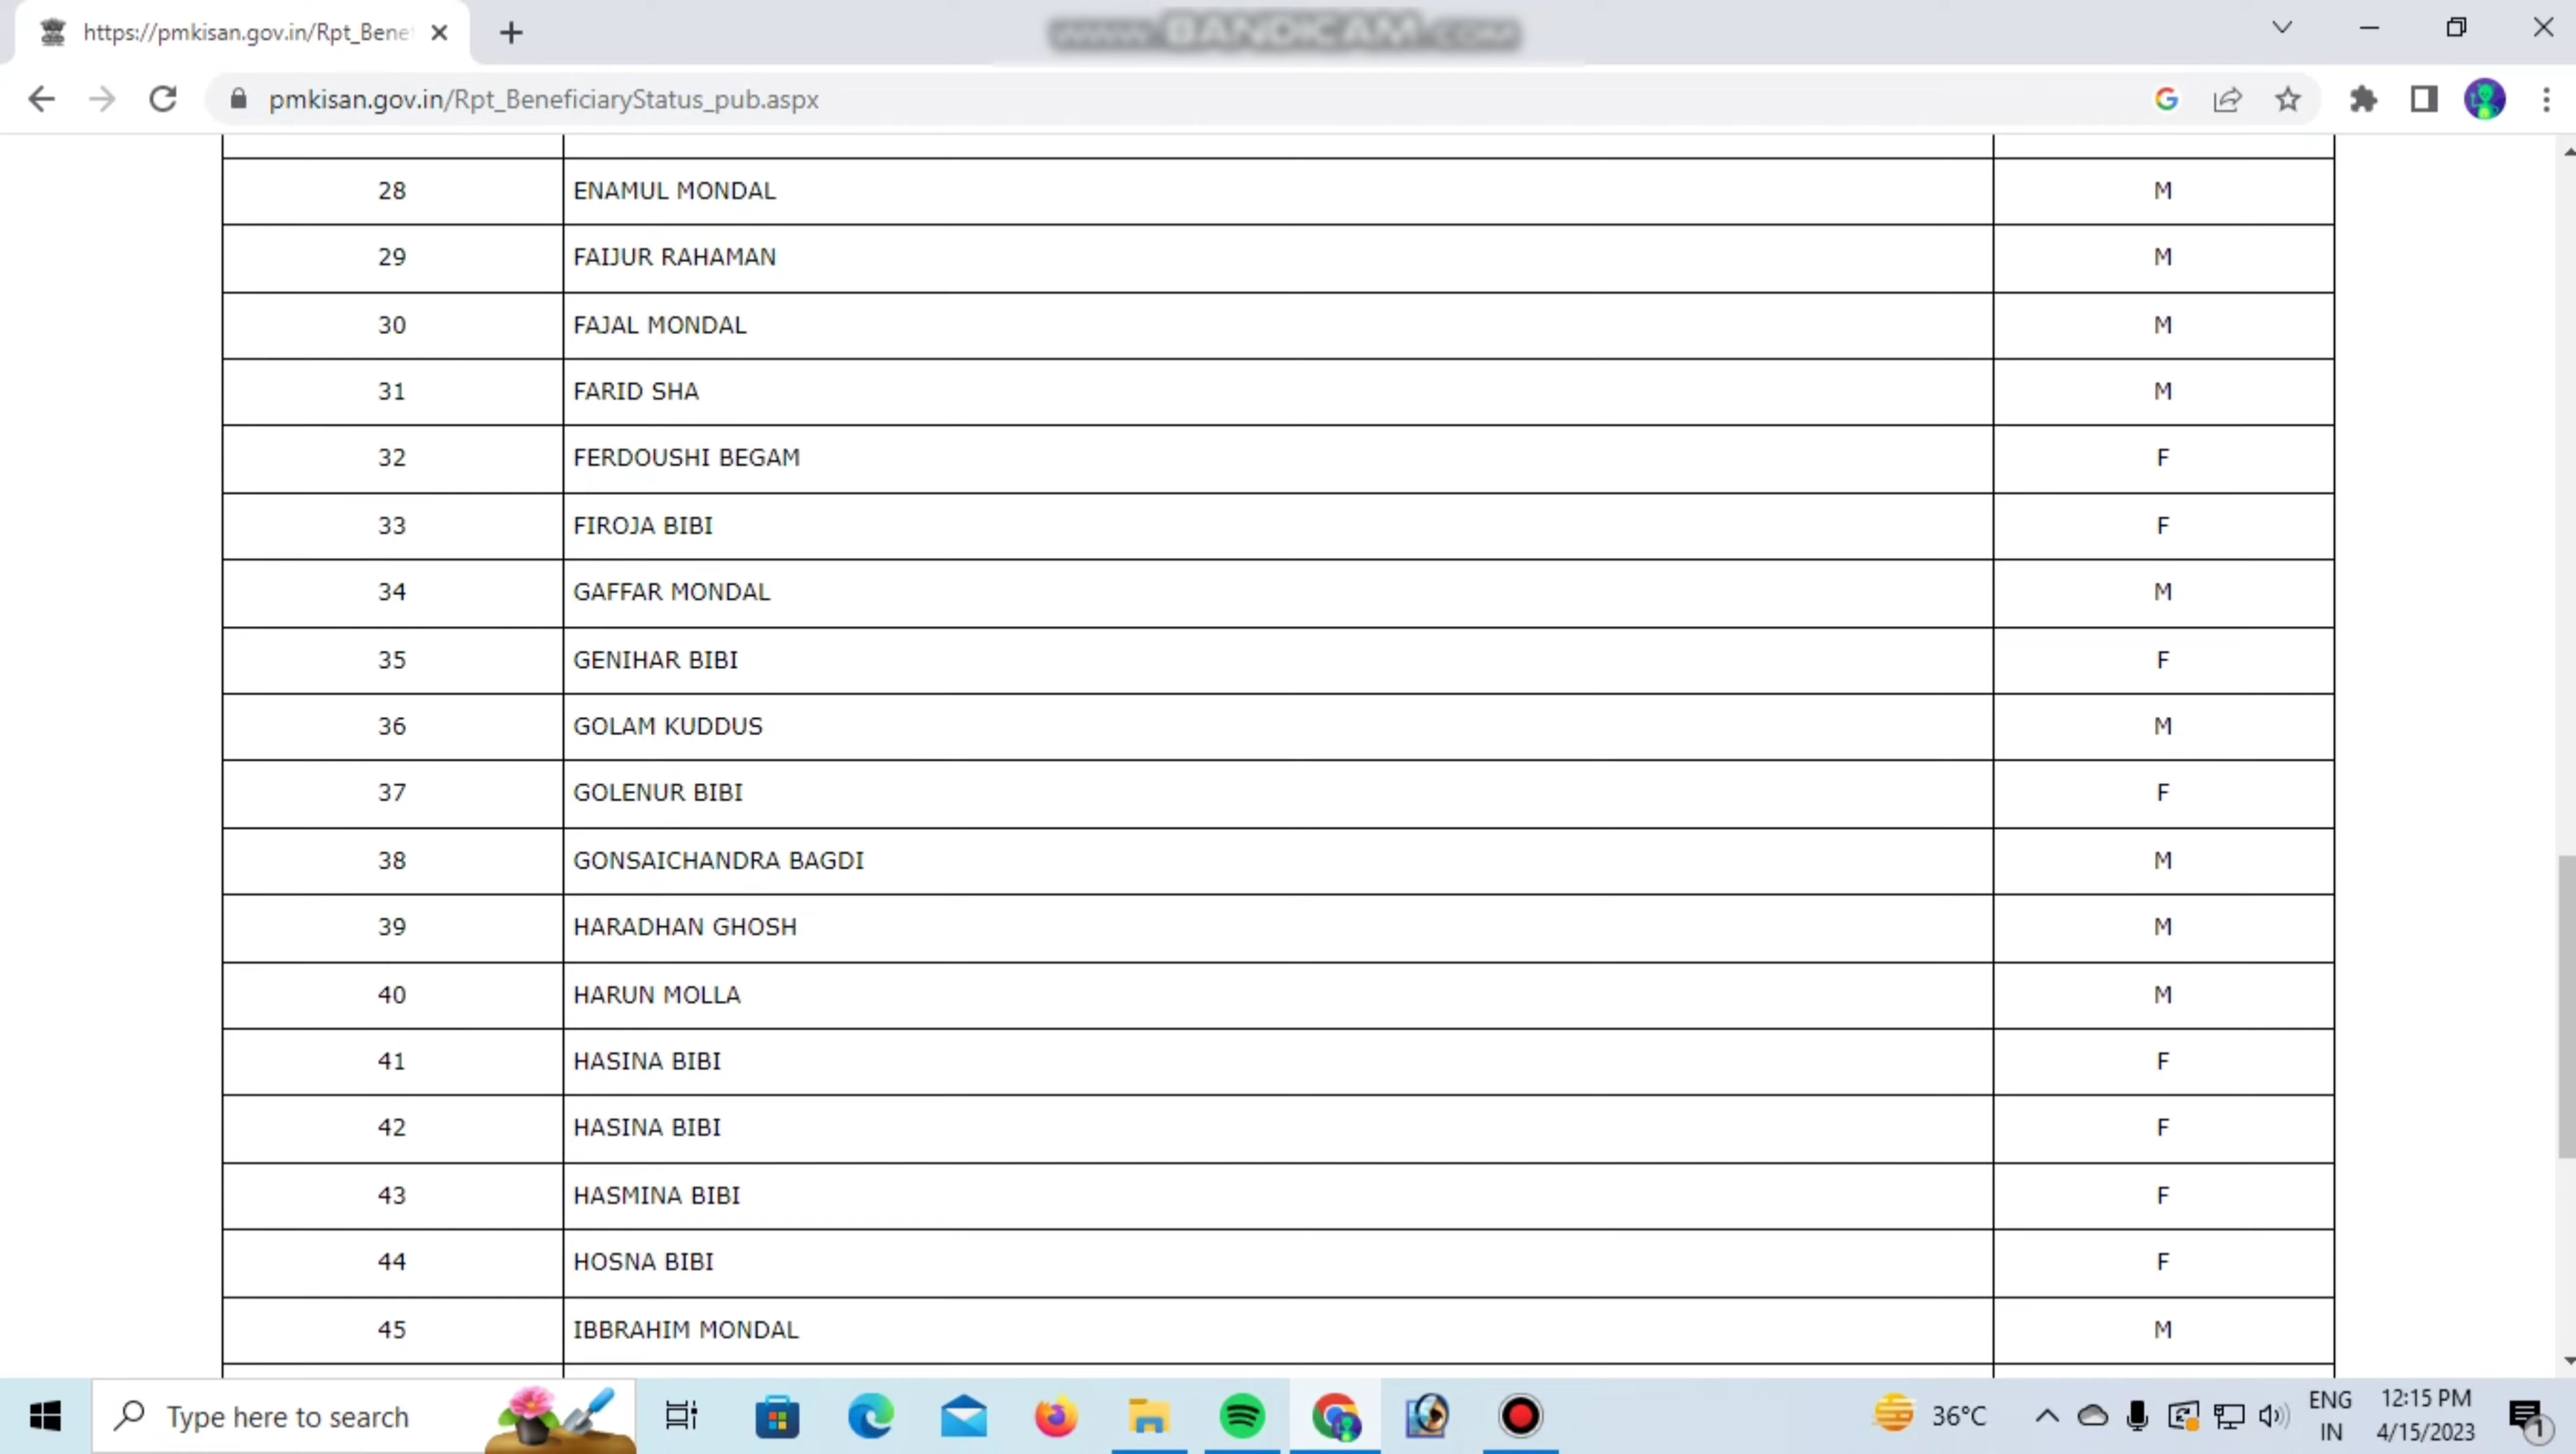 https://pmkisan.gov.in/Rpt_Bene
www.BANDICAM.com
pmkisan.gov.in/Rpt_BeneficiaryStatus_pub.aspx
28 ENAMUL MONDAL M
29 FAIJUR RAHAMAN M
30 FAJAL MONDAL M
31 FARID SHA M
32 FERDOUSHI BEGAM F
33 FIROJA BIBI F
34 GAFFAR MONDAL M
35 GENIHAR BIBI F
36 GOLAM KUDDUS M
37 GOLENUR BIBI F
38 GONSAICHANDRA BAGDI M
39 HARADHAN GHOSH M
40 HARUN MOLLA M
41 HASINA BIBI F
42 HASINA BIBI F
43 HASMINA BIBI F
44 HOSNA BIBI F
45 IBBRAHIM MONDAL M
Type here to search
36°C
ENG
IN
12:15 PM
4/15/2023
1